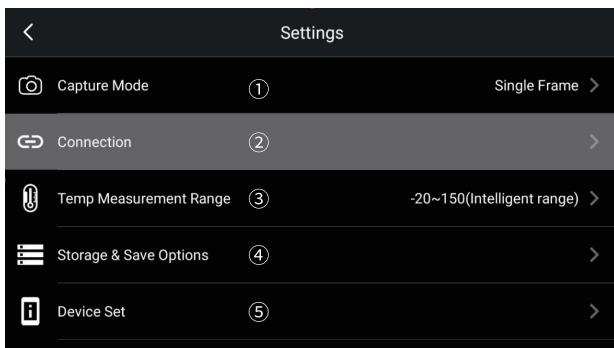 Settings
Capture Mode ① Single Frame
Connection ②
Temp Measurement Range ③ -20~150(Intelligent range)
Storage & Save Options ④
Device Set ⑤